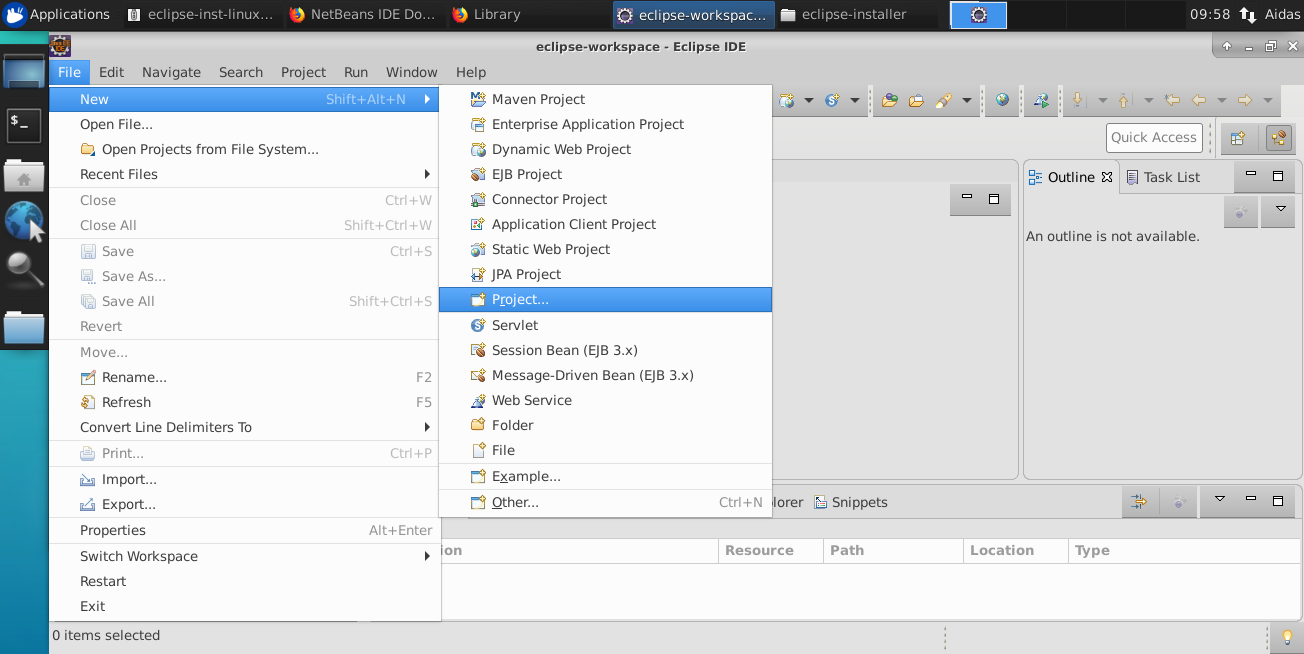 Applications eclipse-inst-linux... NetBeans IDE Do... Library eclipse-workspac... eclipse-installer 09:58 Aidas
eclipse-workspace - Eclipse IDE
File Edit Navigate Search Project Run Window Help
New Shift+Alt+N
Open File...
Open Projects from File System...
Recent Files
Close Ctrl+W
Close All Shift+Ctrl+W
Save Ctrl+S
Save As...
Save All Shift+Ctrl+S
Revert
Move...
Rename... F2
Refresh F5
Convert Line Delimiters To
Print... Ctrl+P
Import...
Export...
Properties Alt+Enter
Switch Workspace
Restart
Exit
Maven Project
Enterprise Application Project
Dynamic Web Project
EJB Project
Connector Project
Application Client Project
Static Web Project
JPA Project
Project...
Servlet
Session Bean (EJB 3.x)
Message-Driven Bean (EJB 3.x)
Web Service
Folder
File
Example...
Other... Ctrl+N
Quick Access
Outline Task List
An outline is not available.
lorer Snippets
ion Resource Path Location Type
0 items selected